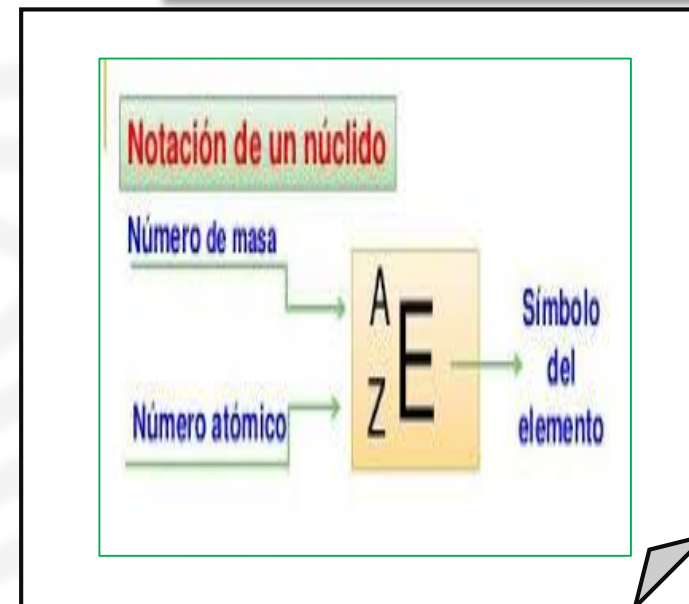 Notación de un núclido
Número de masa
A
E
Z
Número atómico
Símbolo
del
elemento